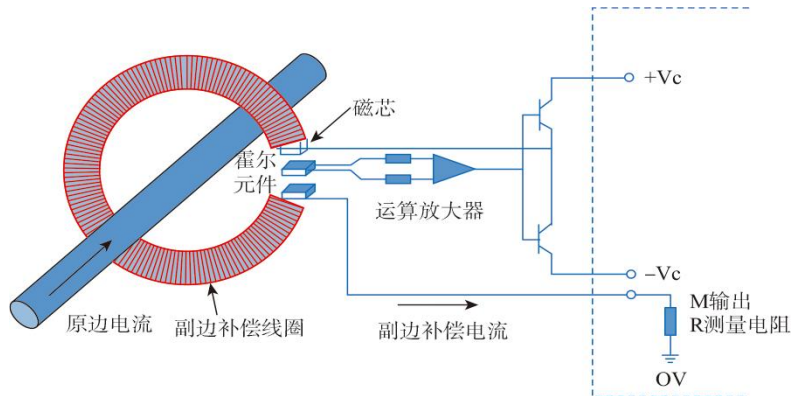 +Vc
磁芯
霍尔
元件
运算放大器
−Vc
M输出
R测量电阻
OV
原边电流
副边补偿线圈
副边补偿电流